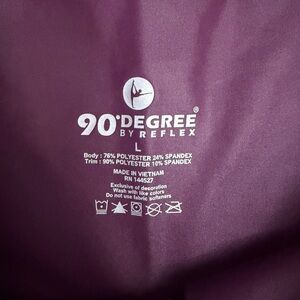 90°DEGREE®
BY REFLEX
L
Body : 76% POLYESTER 24% SPANDEX
Trim : 90% POLYESTER 10% SPANDEX
MADE IN VIETNAM
RN 144527
Exclusive of decoration
Wash with like colors
Do not use fabric softeners